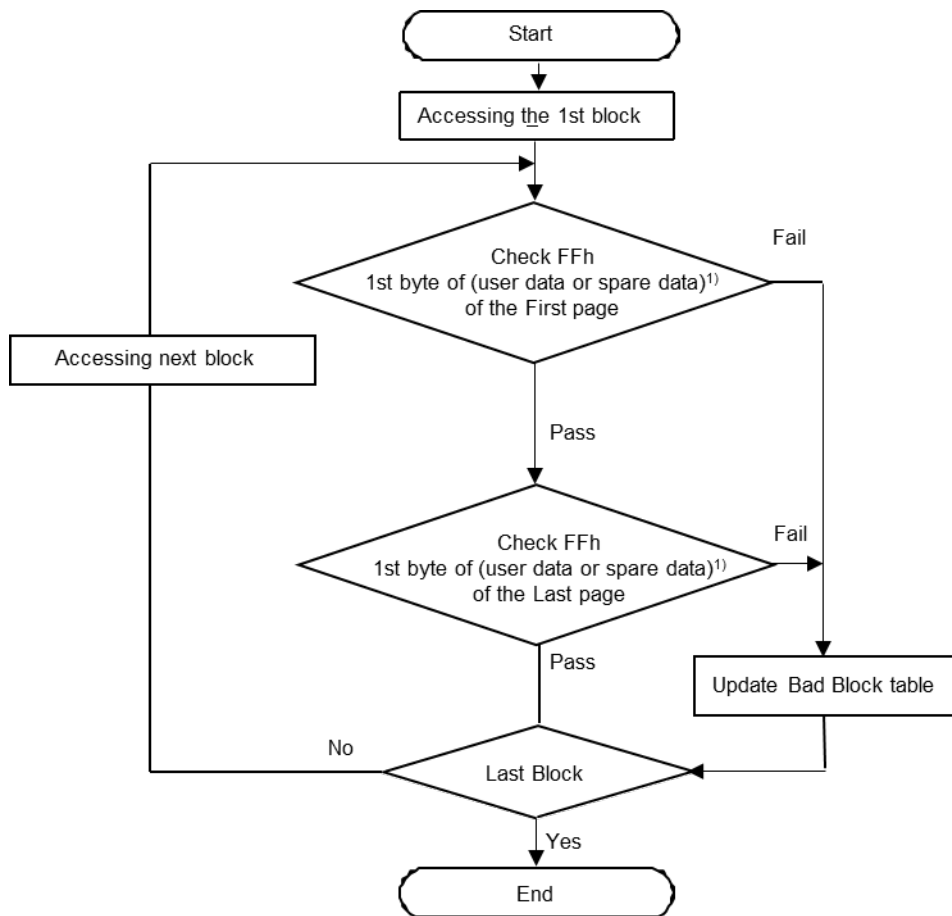 Start
Accessing the 1st block
Check FFh
1st byte of (user data or spare data)1)
of the First page
Fail
Accessing next block
Pass
Check FFh
1st byte of (user data or spare data)1)
of the Last page
Fail
Pass
Update Bad Block table
No
Last Block
Yes
End